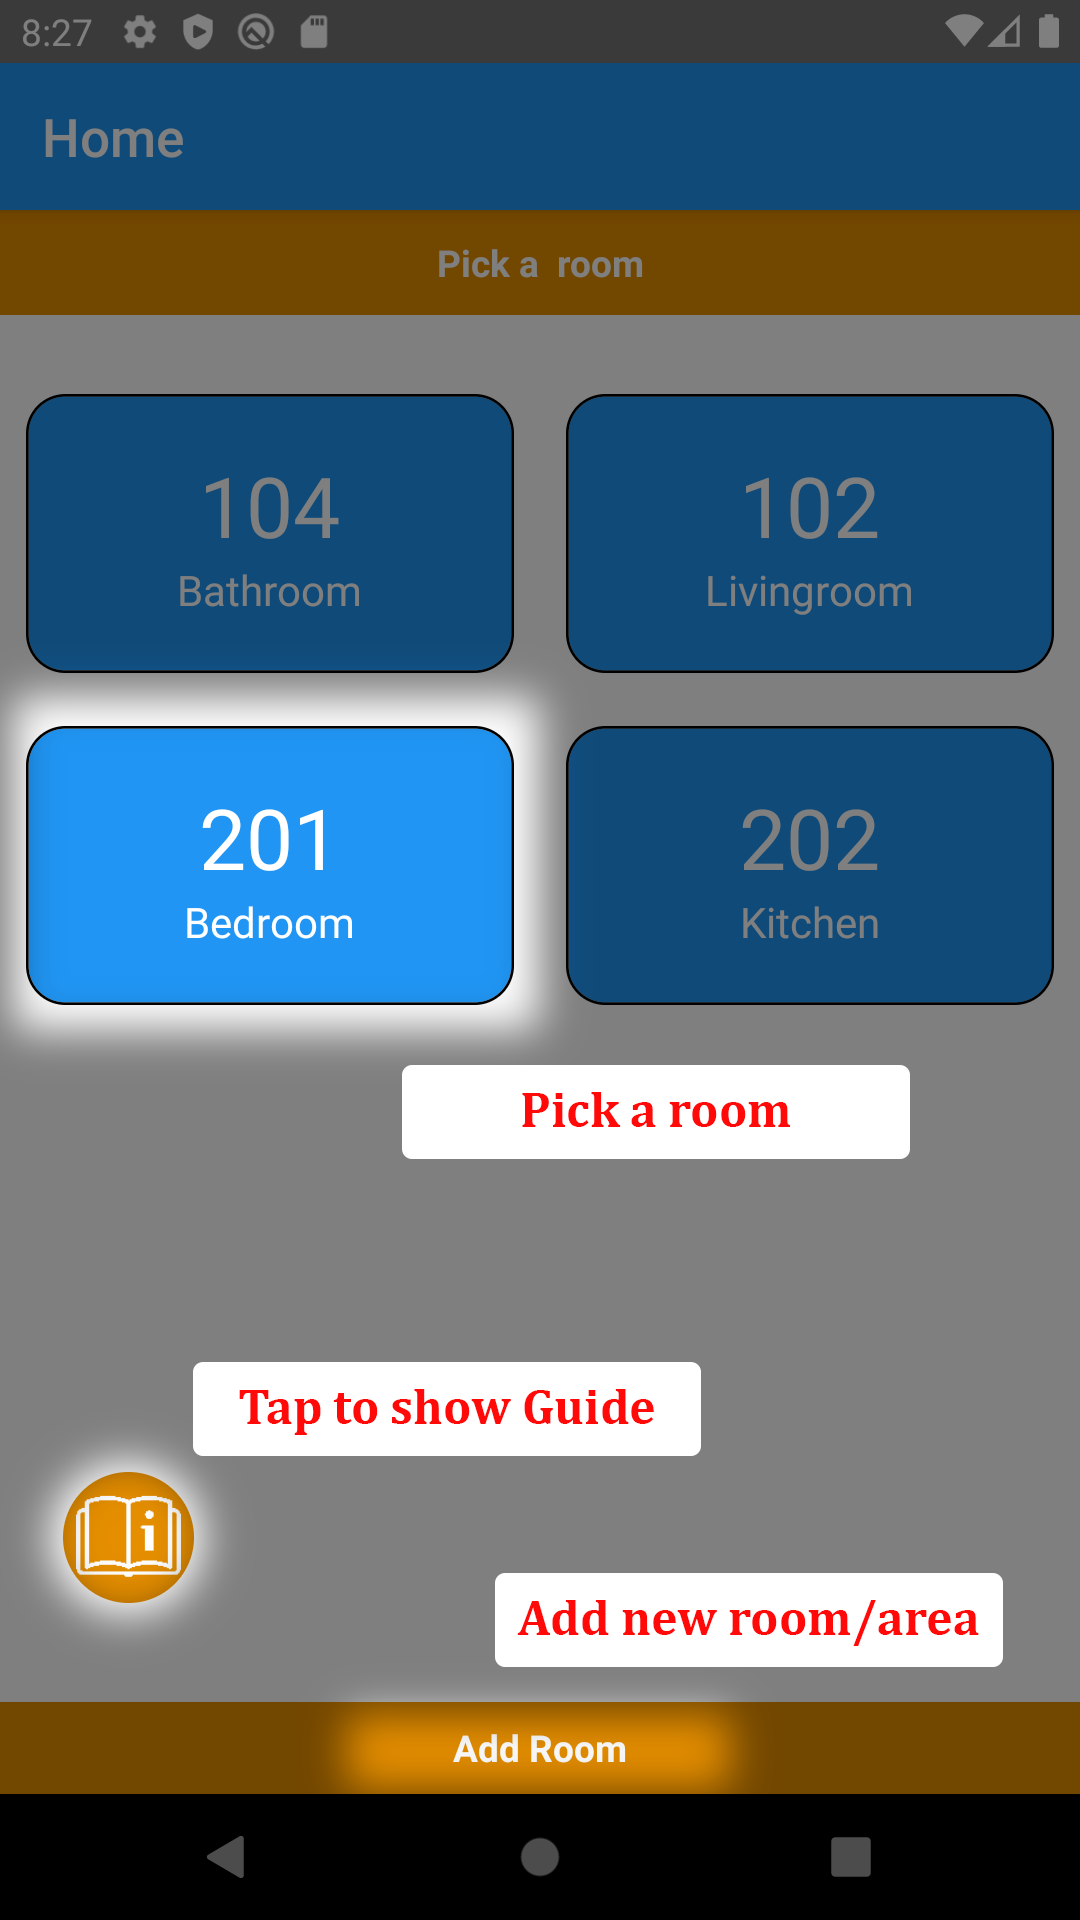 8:27
Home
Pick a room
104
Bathroom
102
Livingroom
201
Bedroom
202
Kitchen
Pick a room
Tap to show Guide
i
Add new room/area
Add Room